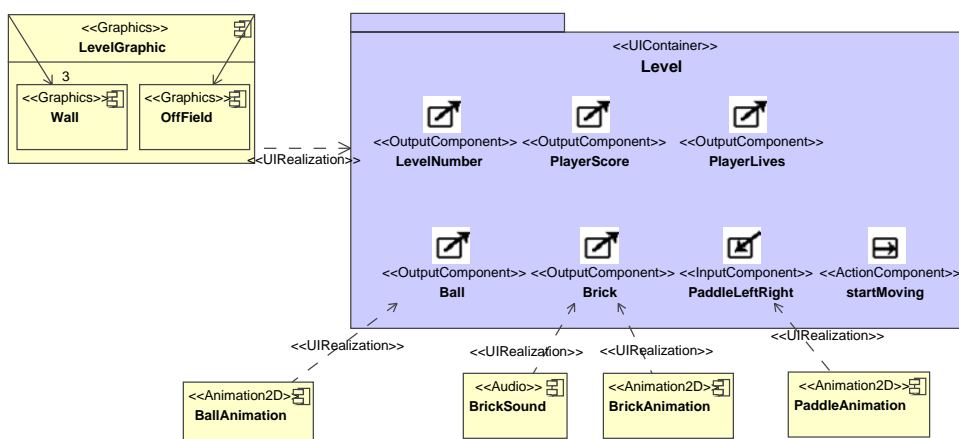 <<Graphics>>
LevelGraphic
3
<<Graphics>>
Wall
<<Graphics>>
OffField
<<UIRealization>>
<<UIContainer>>
Level
<<OutputComponent>>
LevelNumber
<<OutputComponent>>
PlayerScore
<<OutputComponent>>
PlayerLives
<<OutputComponent>>
Ball
<<OutputComponent>>
Brick
<<InputComponent>>
PaddleLeftRight
<<ActionComponent>>
startMoving
<<UIRealization>>
<<UIRealization>>
<<UIRealization>>
<<UIRealization>>
<<Animation2D>>
BallAnimation
<<Audio>>
BrickSound
<<Animation2D>>
BrickAnimation
<<Animation2D>>
PaddleAnimation